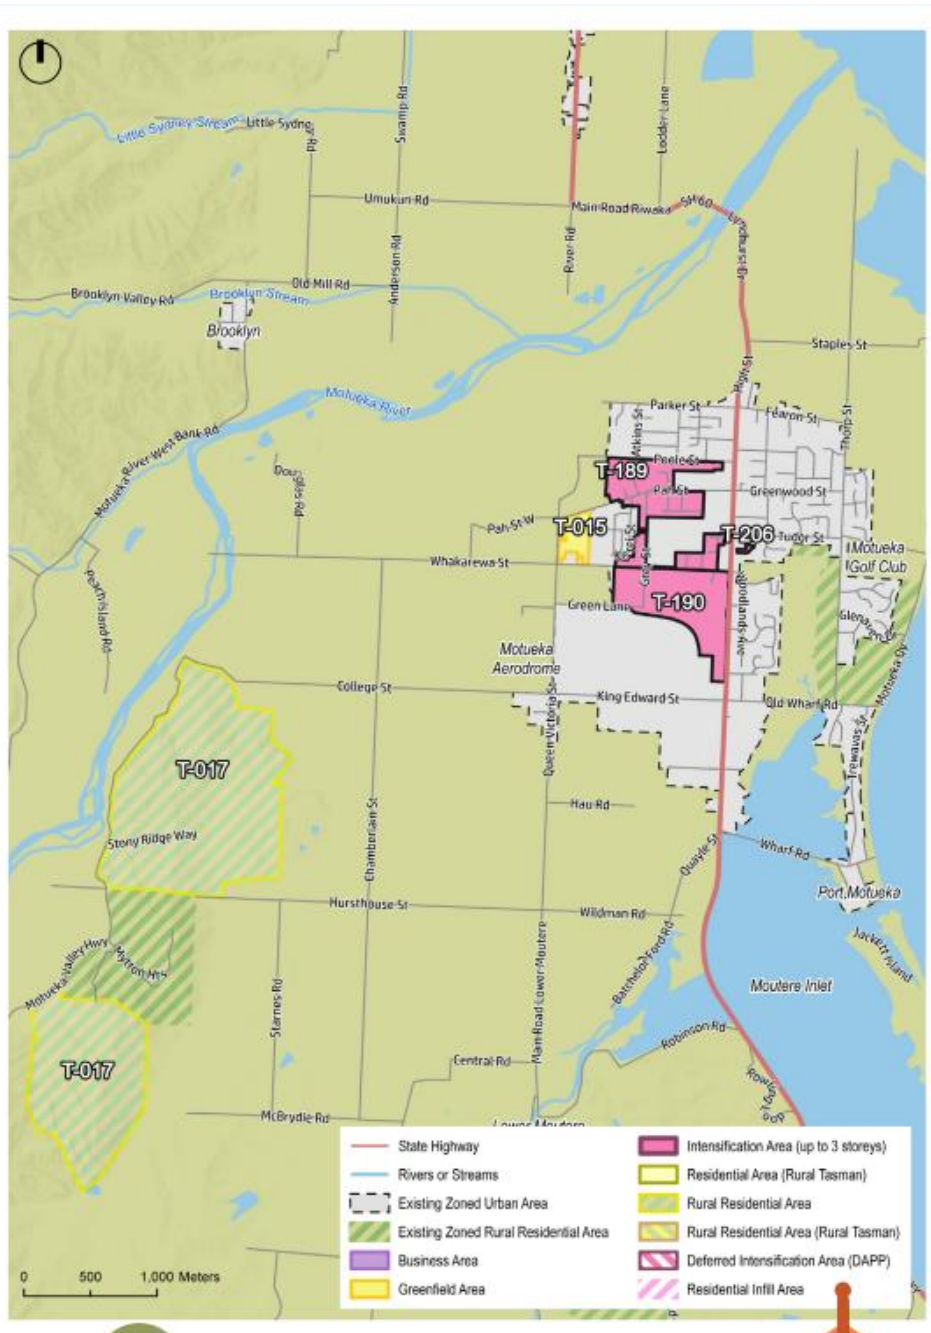 Little Sydney Stream
Little Sydney Rd
Swamp Rd
Lodder Lane
Umukuri Rd
Main Road Riwaka
SH 60
River Rd
Anderson Rd
Old Mill Rd
Brooklyn Valley Rd
Brooklyn Stream
Brooklyn
Staples St
High St
Motueka River
Parker St
Fearon St
Thorp St
Atkins St
Motueka River West Bank Rd
Poole St
T-189
Douglas Rd
Pah St
Greenwood St
Pah St W
T-015
T-206
Tudor St
Whakarewa St
Motueka
Golf Club
Peach Island Rd
Green Lane
T-190
Woodlands Ave
Motueka
Aerodrome
College St
King Edward St
Old Wharf Rd
Queen Victoria St
Trewavas St
T-017
Hau Rd
Stony Ridge Way
Chamberlain St
Quayle St
Wharf Rd
Port Motueka
Hursthouse St
Wildman Rd
Jackett Island
Motueka Valley Hwy
Mytton Hts
Batchelor Ford Rd
Moutere Inlet
Starnes Rd
Main Road Lower Moutere
Robinson Rd
T-017
Central Rd
McBrydie Rd
Lower Moutere
State Highway
Rivers or Streams
Existing Zoned Urban Area
Existing Zoned Rural Residential Area
Business Area
Greenfield Area
Intensification Area (up to 3 storeys)
Residential Area (Rural Tasman)
Rural Residential Area
Rural Residential Area (Rural Tasman)
Deferred Intensification Area (DAPP)
Residential Infill Area
0 500 1,000 Meters